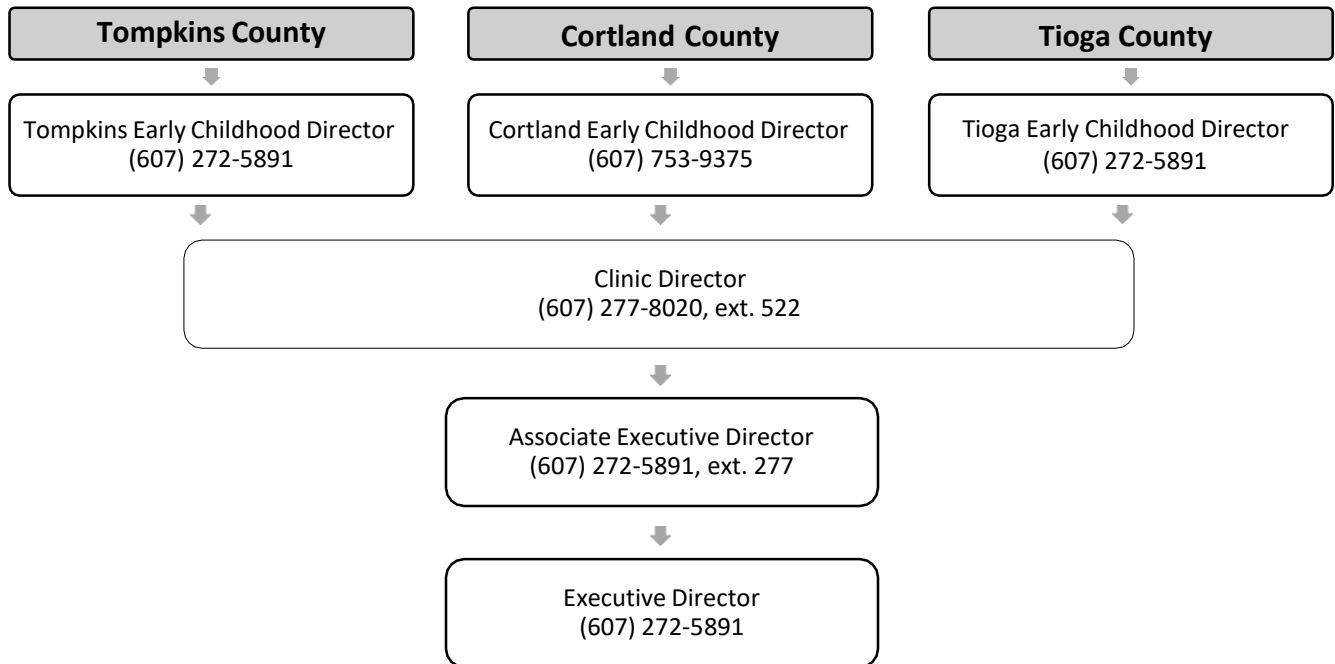 Tompkins County
Cortland County
Tioga County
Tompkins Early Childhood Director
(607) 272-5891
Cortland Early Childhood Director
(607) 753-9375
Tioga Early Childhood Director
(607) 272-5891
Clinic Director
(607) 277-8020, ext. 522
Associate Executive Director
(607) 272-5891, ext. 277
Executive Director
(607) 272-5891